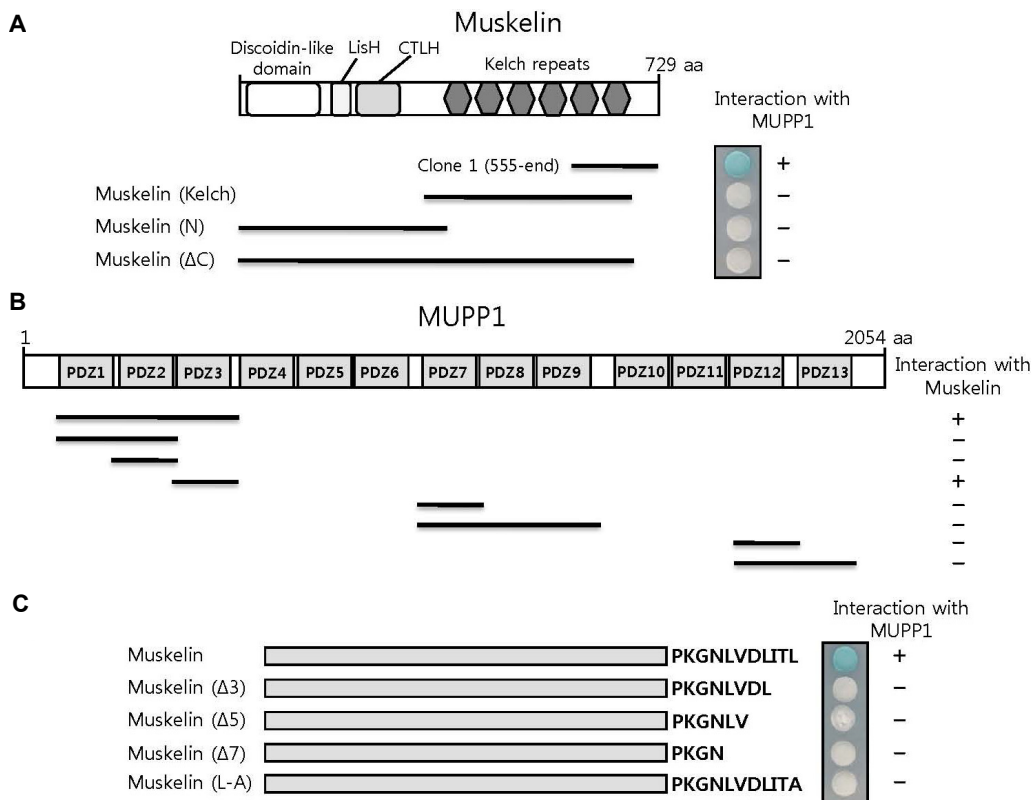 A
Muskelin
Discoidin-like
domain
LisH
CTLH
Kelch repeats
729 aa
Interaction with
MUPP1
Clone 1 (555-end)
+
Muskelin (Kelch)
−
Muskelin (N)
−
Muskelin (ΔC)
−
B
MUPP1
1
2054 aa
PDZ1 PDZ2 PDZ3 PDZ4 PDZ5 PDZ6 PDZ7 PDZ8 PDZ9 PDZ10 PDZ11 PDZ12 PDZ13
Interaction with
Muskelin
+
−
−
+
−
−
−
−
C
Interaction with
MUPP1
Muskelin PKGNLVDLITL +
Muskelin (Δ3) PKGNLVDL −
Muskelin (Δ5) PKGNLV −
Muskelin (Δ7) PKGN −
Muskelin (L-A) PKGNLVDLITA −